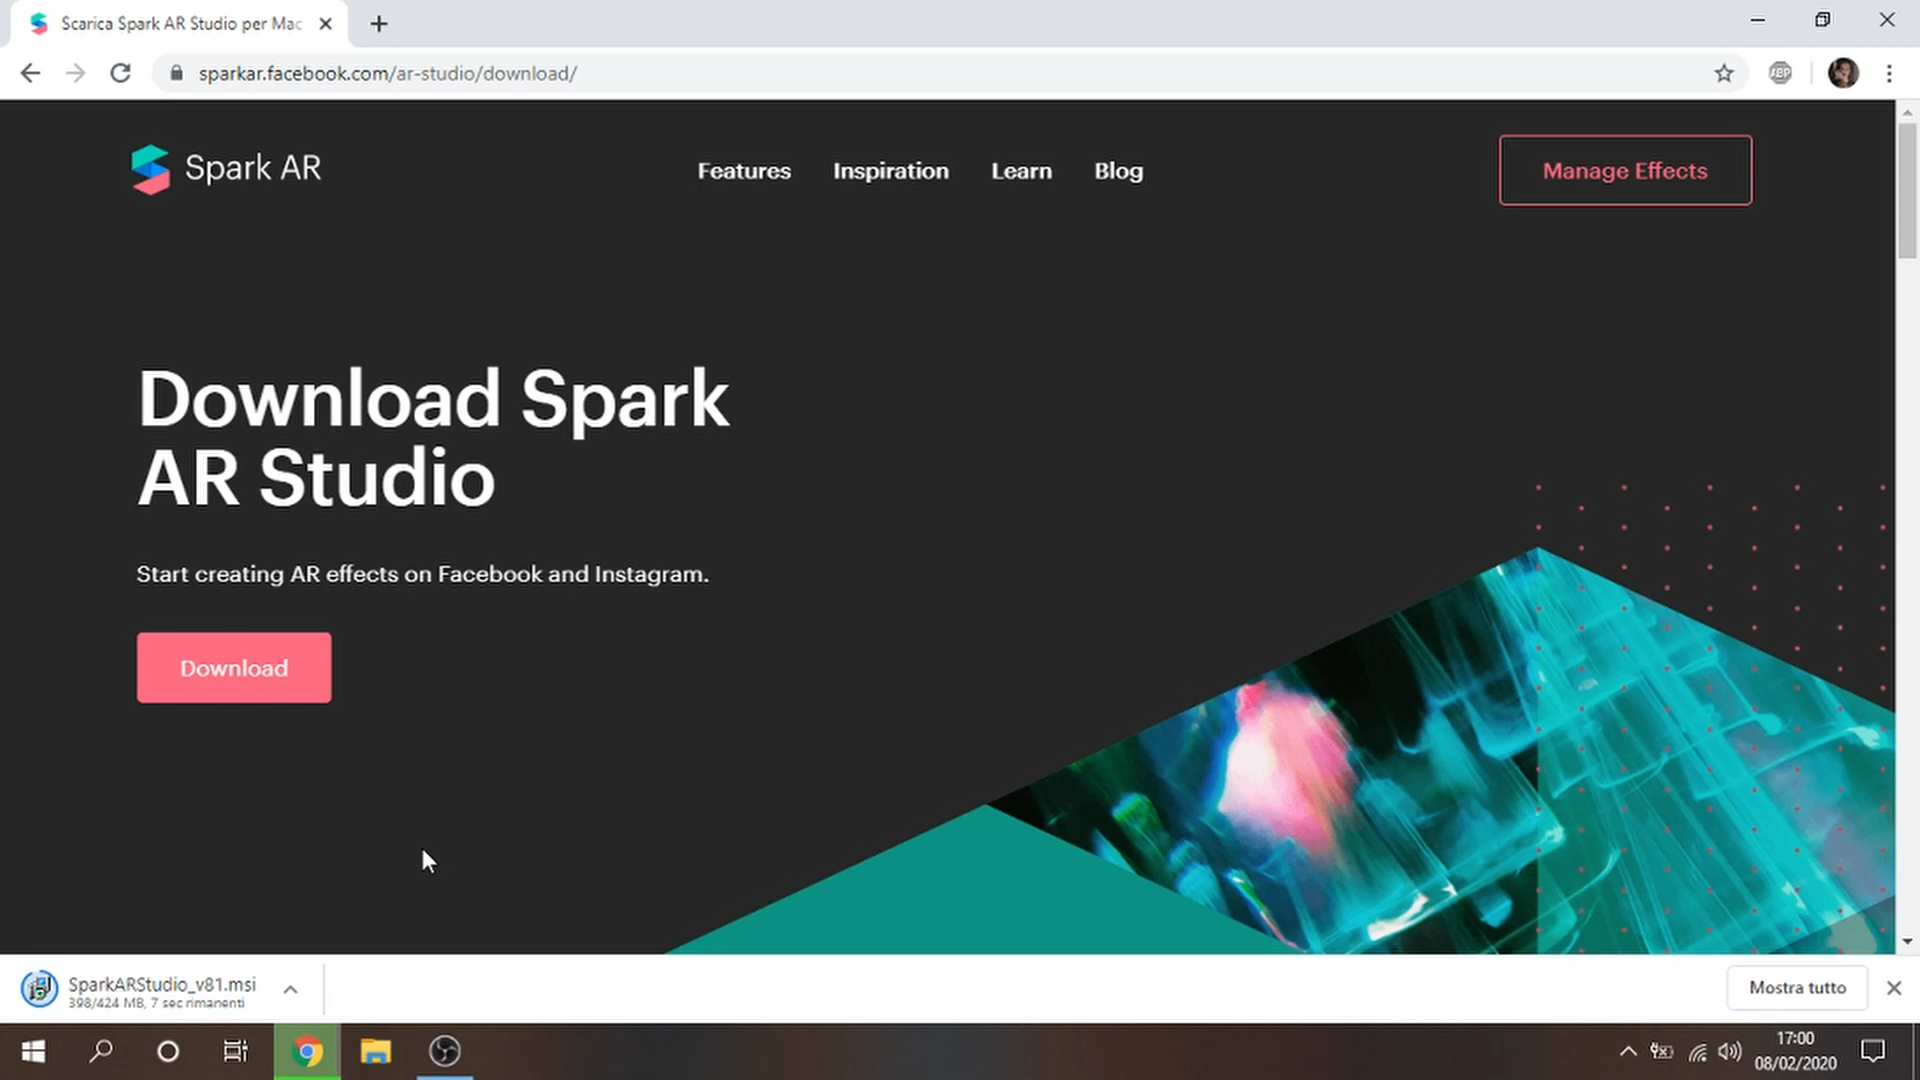 Scarica Spark AR Studio per Mac
sparkar.facebook.com/ar-studio/download/
ABP
Spark AR
Features
Inspiration
Learn
Blog
Manage Effects
Download Spark
AR Studio
Start creating AR effects on Facebook and Instagram.
Download
SparkARStudio_v81.msi
398/424 MB, 7 sec rimanenti
Mostra tutto
17:00
08/02/2020